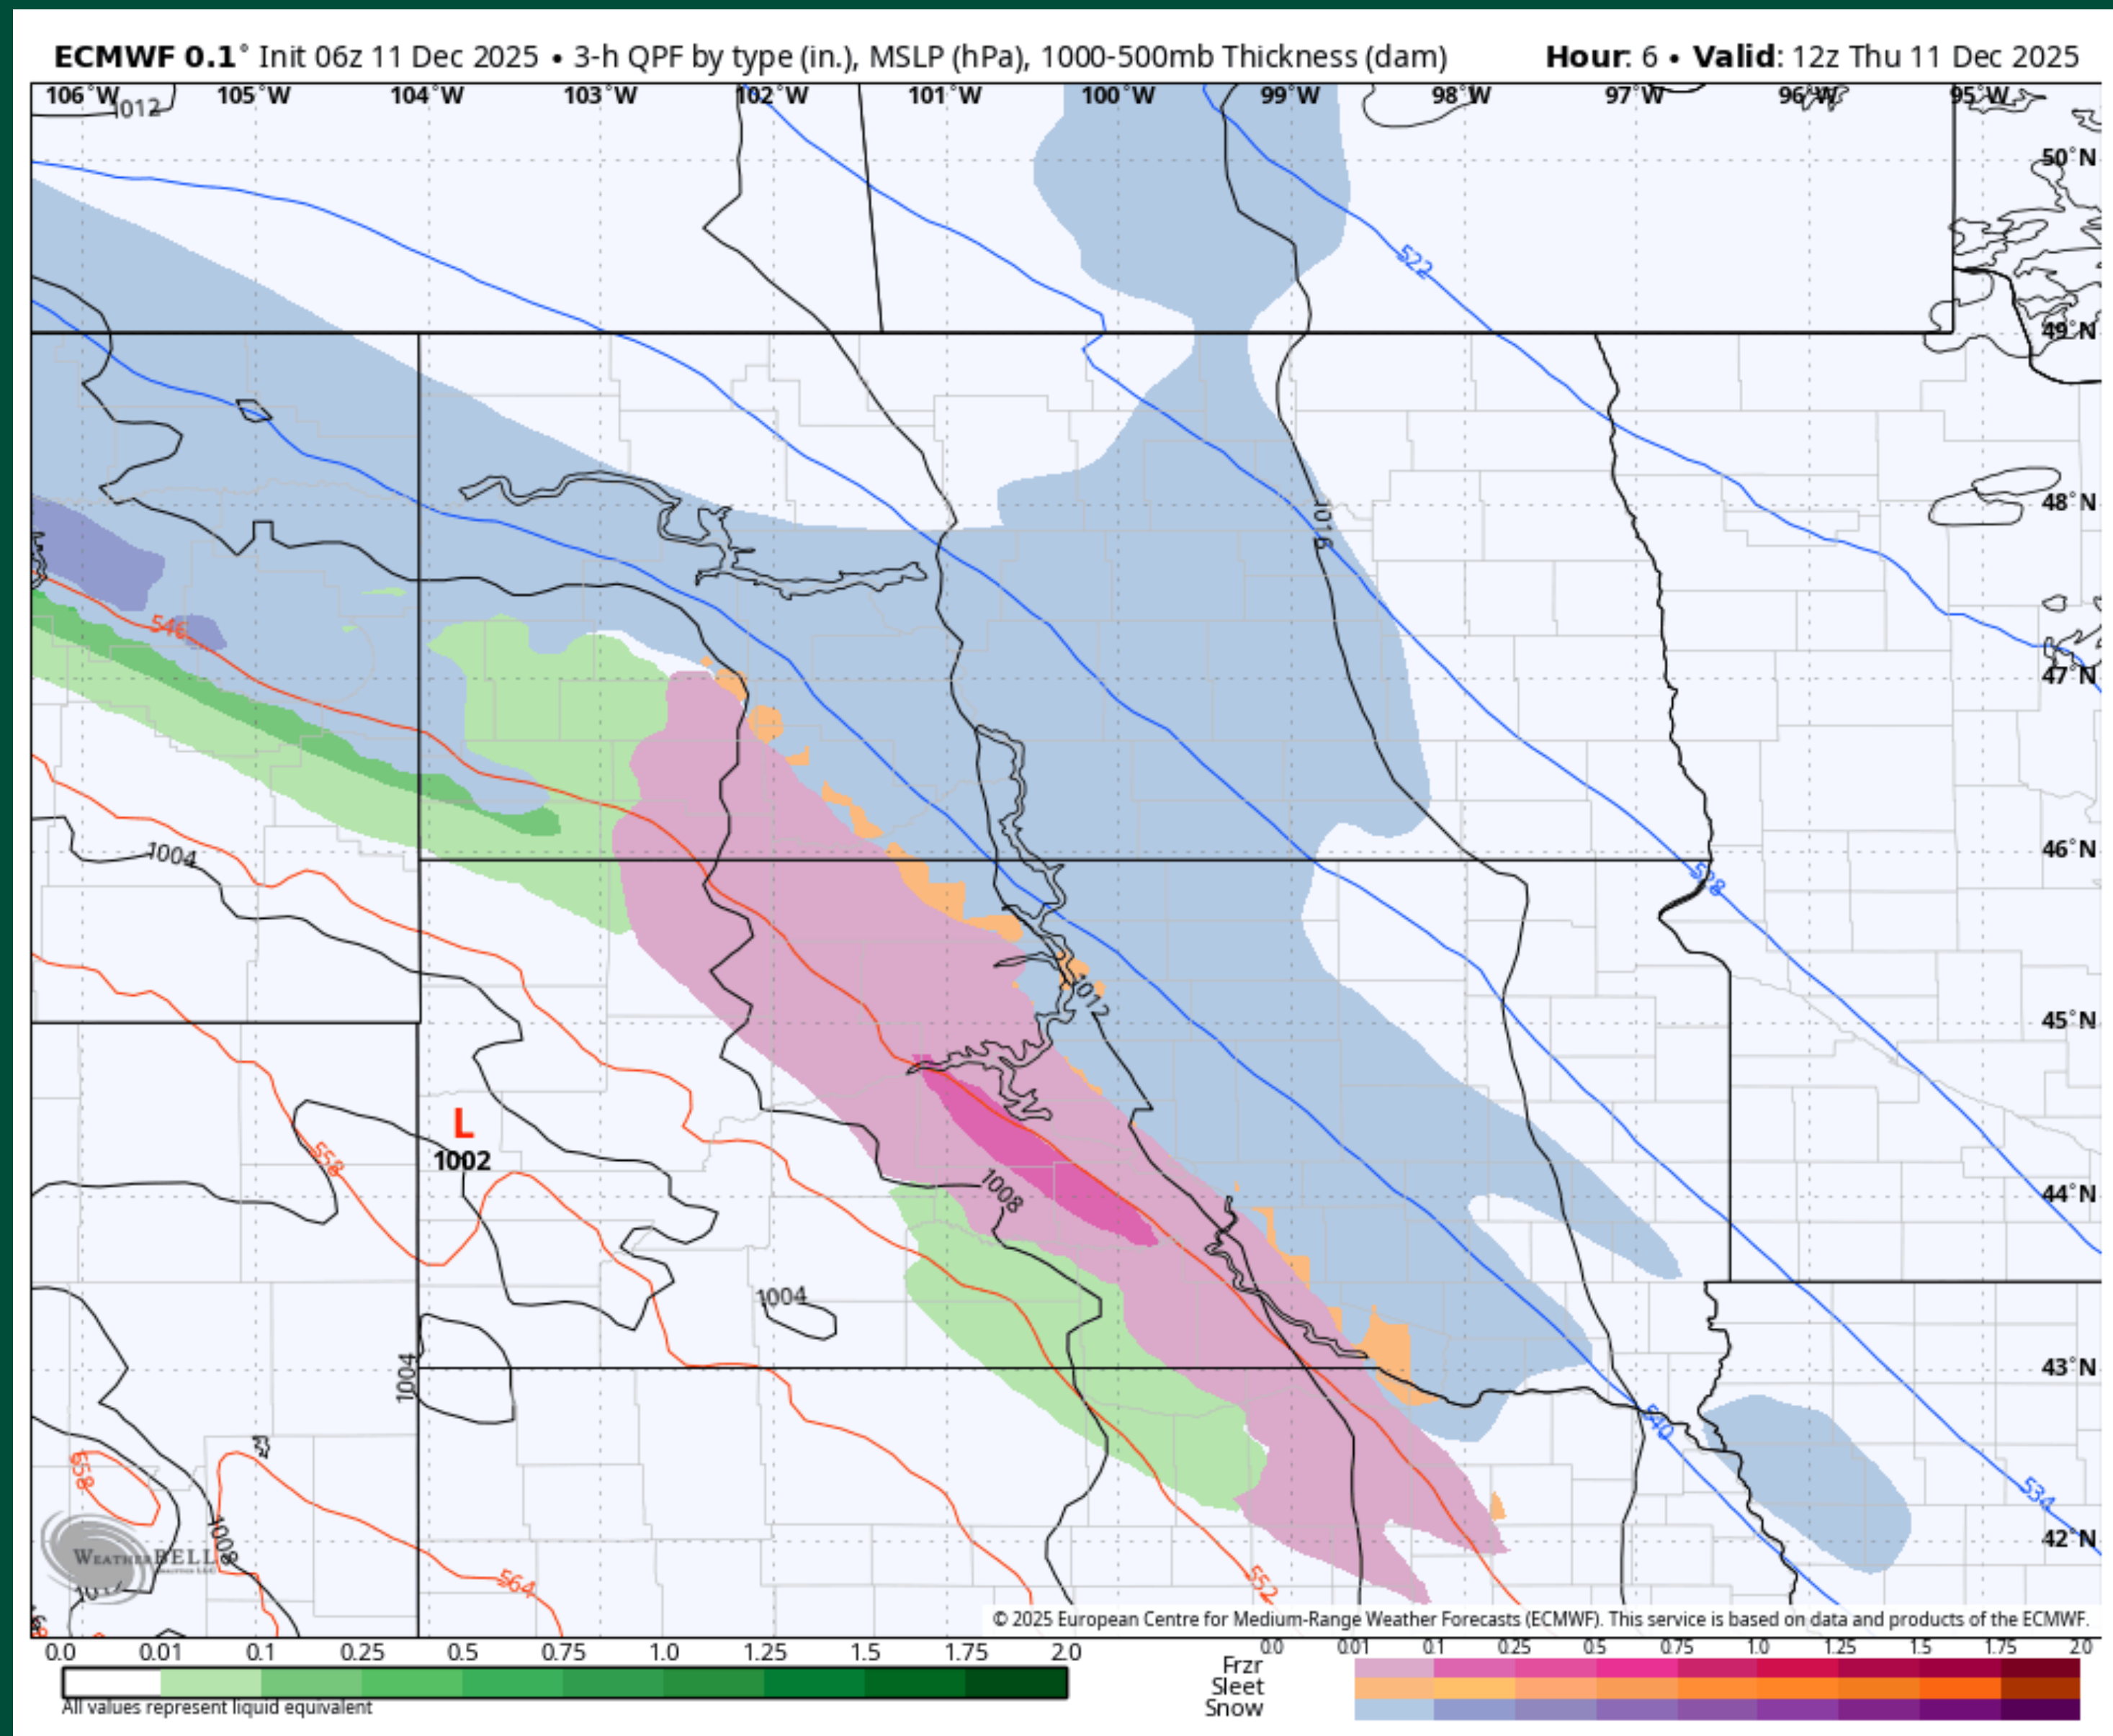 ECMWF 0.1° Init 06z 11 Dec 2025 • 3-h QPF by type (in.), MSLP (hPa), 1000-500mb Thickness (dam)
Hour: 6 • Valid: 12z Thu 11 Dec 2025
106°W 105°W 104°W 103°W 102°W 101°W 100°W 99°W 98°W 97°W 96°W 95°W
1012
50°N
522
49°N
48°N
1016
546
47°N
1004
46°N
528
1012
45°N
L
1002
558
44°N
1008
1004
43°N
1004
540
558
534
1008
42°N
WEATHERBELL
564
552
© 2025 European Centre for Medium-Range Weather Forecasts (ECMWF). This service is based on data and products of the ECMWF.
0.0 0.01 0.1 0.25 0.5 0.75 1.0 1.25 1.5 1.75 2.0
0.0 0.01 0.1 0.25 0.5 0.75 1.0 1.25 1.5 1.75 2.0
Frzr
Sleet
Snow
All values represent liquid equivalent